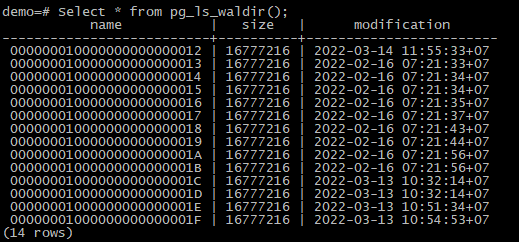 demo=# Select * from pg_ls_waldir();
           name           |   size   |      modification
--------------------------+----------+------------------------
 000000010000000000000012 | 16777216 | 2022-03-14 11:55:33+07
 000000010000000000000013 | 16777216 | 2022-02-16 07:21:33+07
 000000010000000000000014 | 16777216 | 2022-02-16 07:21:34+07
 000000010000000000000015 | 16777216 | 2022-02-16 07:21:34+07
 000000010000000000000016 | 16777216 | 2022-02-16 07:21:35+07
 000000010000000000000017 | 16777216 | 2022-02-16 07:21:37+07
 000000010000000000000018 | 16777216 | 2022-02-16 07:21:43+07
 000000010000000000000019 | 16777216 | 2022-02-16 07:21:44+07
 00000001000000000000001A | 16777216 | 2022-02-16 07:21:56+07
 00000001000000000000001B | 16777216 | 2022-02-16 07:21:56+07
 00000001000000000000001C | 16777216 | 2022-03-13 10:32:14+07
 00000001000000000000001D | 16777216 | 2022-03-13 10:32:14+07
 00000001000000000000001E | 16777216 | 2022-03-13 10:51:34+07
 00000001000000000000001F | 16777216 | 2022-03-13 10:54:53+07
(14 rows)